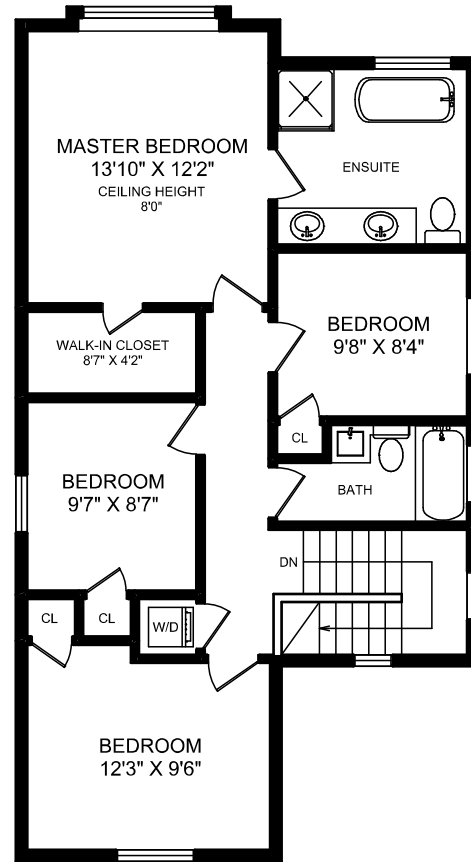 MASTER BEDROOM
13'10" X 12'2"
CEILING HEIGHT
8'0"
ENSUITE
BEDROOM
9'8" X 8'4"
WALK-IN CLOSET
8'7" X 4'2"
CL
BEDROOM
9'7" X 8'7"
BATH
DN
CL
CL
W/D
BEDROOM
12'3" X 9'6"